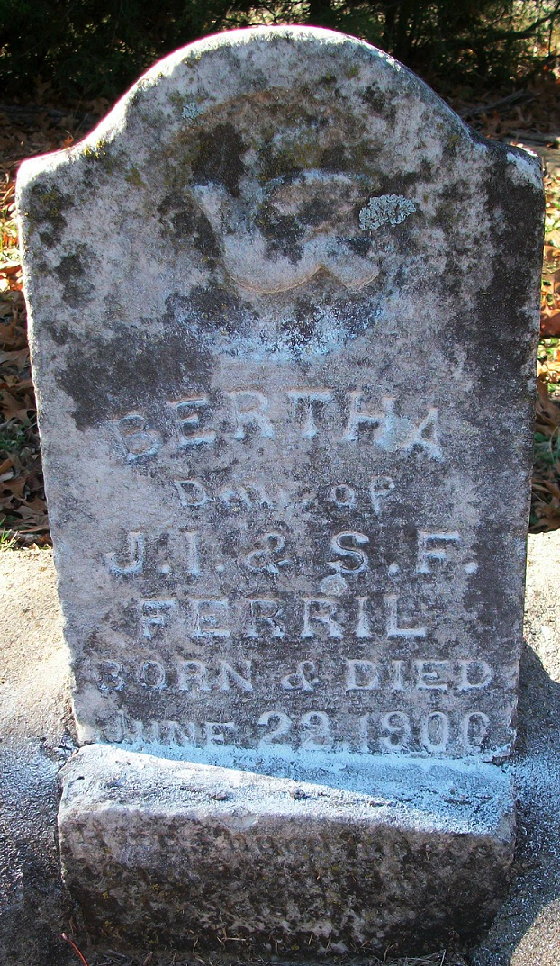 BERTHA
Dau. of
J.I. & S.F.
FERRIL
BORN & DIED
JUNE 22, 1900